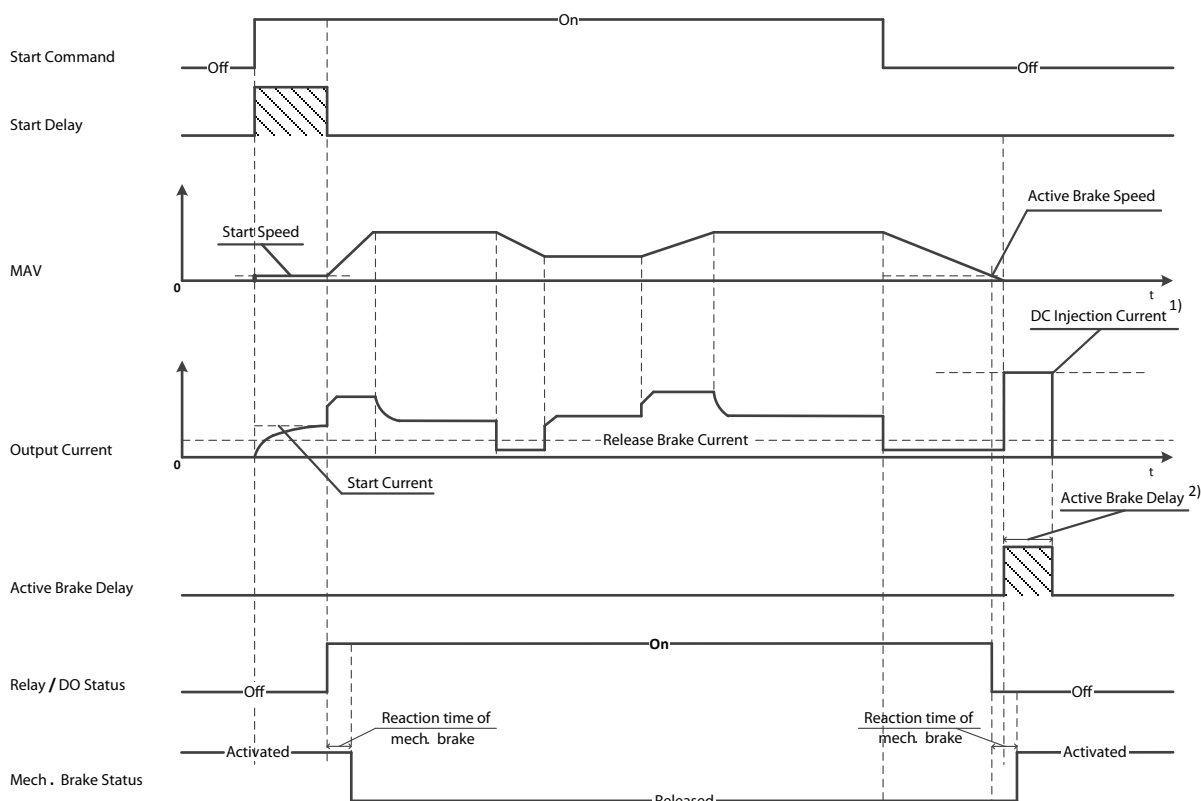 On
Start Command
Off
Off
Start Delay
Active Brake Speed
Start Speed
MAV
0
t
DC Injection Current 1)
Release Brake Current
Output Current
0
t
Start Current
Active Brake Delay 2)
Active Brake Delay
On
Relay / DO Status
Off
Off
Reaction time of
mech. brake
Reaction time of
mech. brake
Activated
Activated
Mech. Brake Status
Released